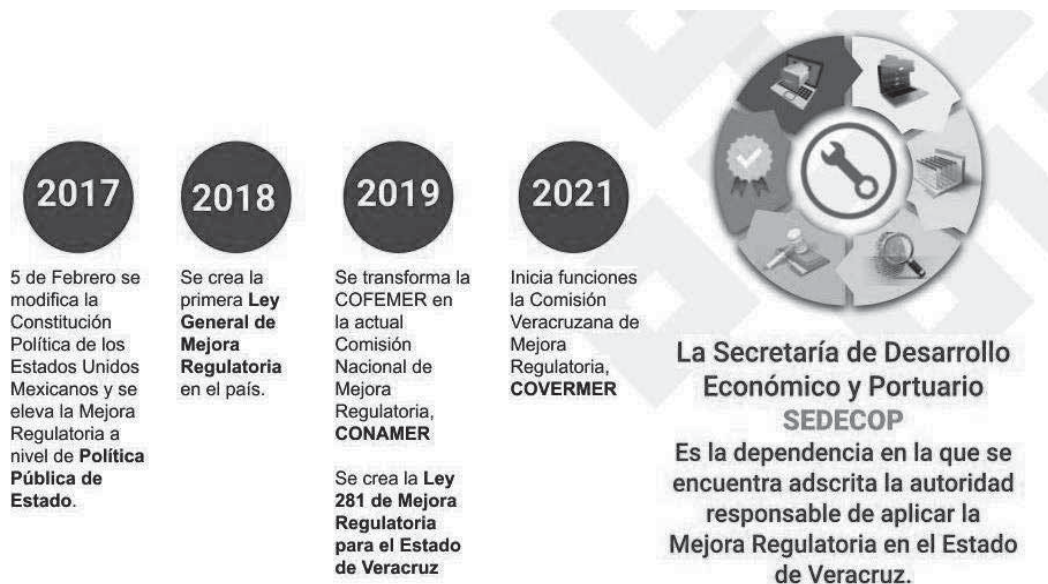 2017
5 de Febrero se
modifica la
Constitución
Política de los
Estados Unidos
Mexicanos y se
eleva la Mejora
Regulatoria a
nivel de Política
Pública de
Estado.
2018
Se crea la
primera Ley
General de
Mejora
Regulatoria
en el país.
2019
Se transforma la
COFEMER en
la actual
Comisión
Nacional de
Mejora
Regulatoria,
CONAMER
Se crea la Ley
281 de Mejora
Regulatoria
para el Estado
de Veracruz
2021
Inicia funciones
la Comisión
Veracruzana de
Mejora
Regulatoria,
COVERMER
La Secretaría de Desarrollo
Económico y Portuario
SEDECOP
Es la dependencia en la que se
encuentra adscrita la autoridad
responsable de aplicar la
Mejora Regulatoria en el Estado
de Veracruz.